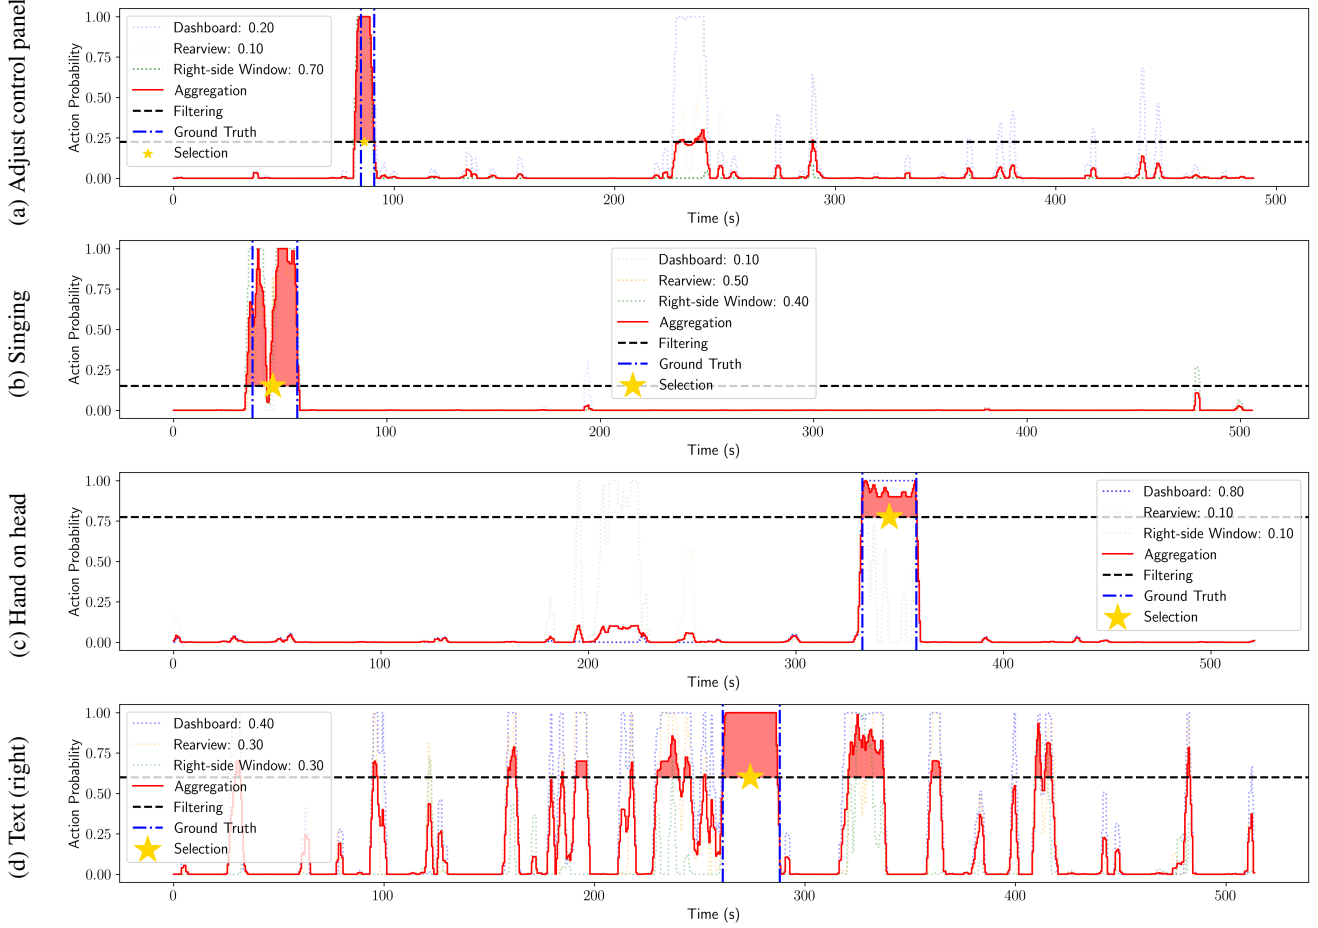 (a) Adjust control panel
Action Probability
1.00
0.75
0.50
0.25
0.00
Dashboard: 0.20
Rearview: 0.10
Right-side Window: 0.70
Aggregation
Filtering
Ground Truth
Selection
0 100 200 300 400 500
Time (s)
(b) Singing
Action Probability
1.00
0.75
0.50
0.25
0.00
Dashboard: 0.10
Rearview: 0.50
Right-side Window: 0.40
Aggregation
Filtering
Ground Truth
Selection
0 100 200 300 400 500
Time (s)
(c) Hand on head
Action Probability
1.00
0.75
0.50
0.25
0.00
Dashboard: 0.80
Rearview: 0.10
Right-side Window: 0.10
Aggregation
Filtering
Ground Truth
Selection
0 100 200 300 400 500
Time (s)
(d) Text (right)
Action Probability
1.00
0.75
0.50
0.25
0.00
Dashboard: 0.40
Rearview: 0.30
Right-side Window: 0.30
Aggregation
Filtering
Ground Truth
Selection
0 100 200 300 400 500
Time (s)